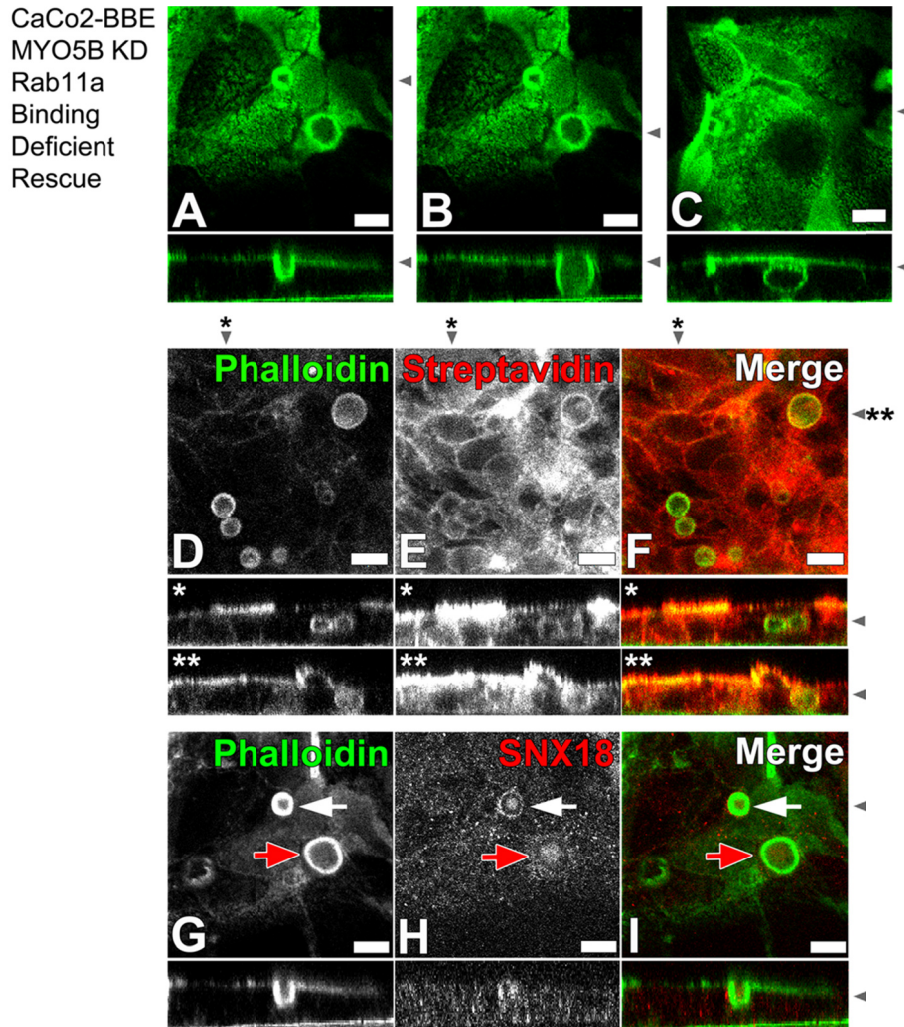 CaCo2-BBE
MYO5B KD
Rab11a
Binding
Deficient
Rescue
A
B
C
* * *
Phalloidin Streptavidin Merge
**
D E F
* * *
** ** **
Phalloidin SNX18 Merge
G H I